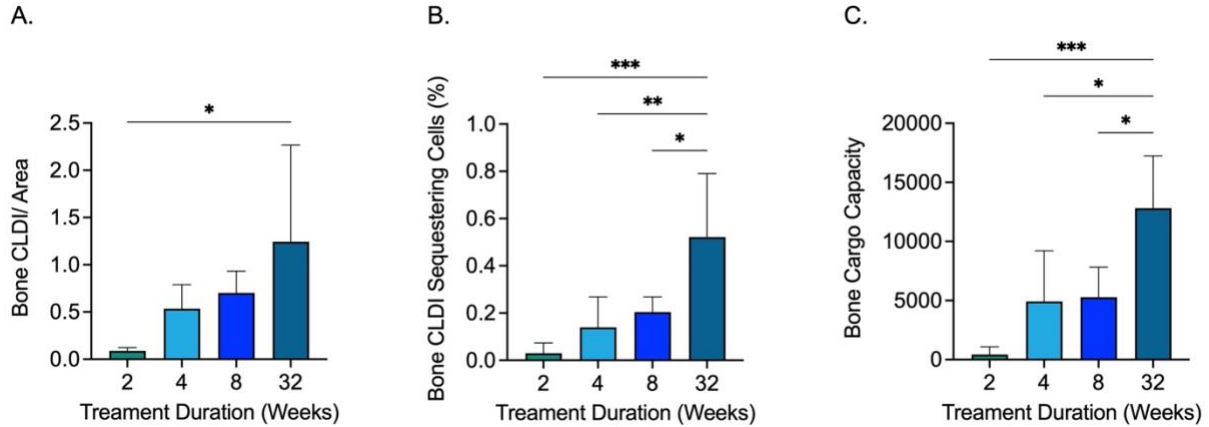 A.
*
2.5
2.0
1.5
1.0
0.5
0.0
Bone CLDI/ Area
2 4 8 32
Treament Duration (Weeks)
B.
***
**
*
1.0
0.8
0.6
0.4
0.2
0.0
Bone CLDI Sequestering Cells (%)
2 4 8 32
Treament Duration (Weeks)
C.
***
*
*
20000
15000
10000
5000
0
Bone Cargo Capacity
2 4 8 32
Treament Duration (Weeks)